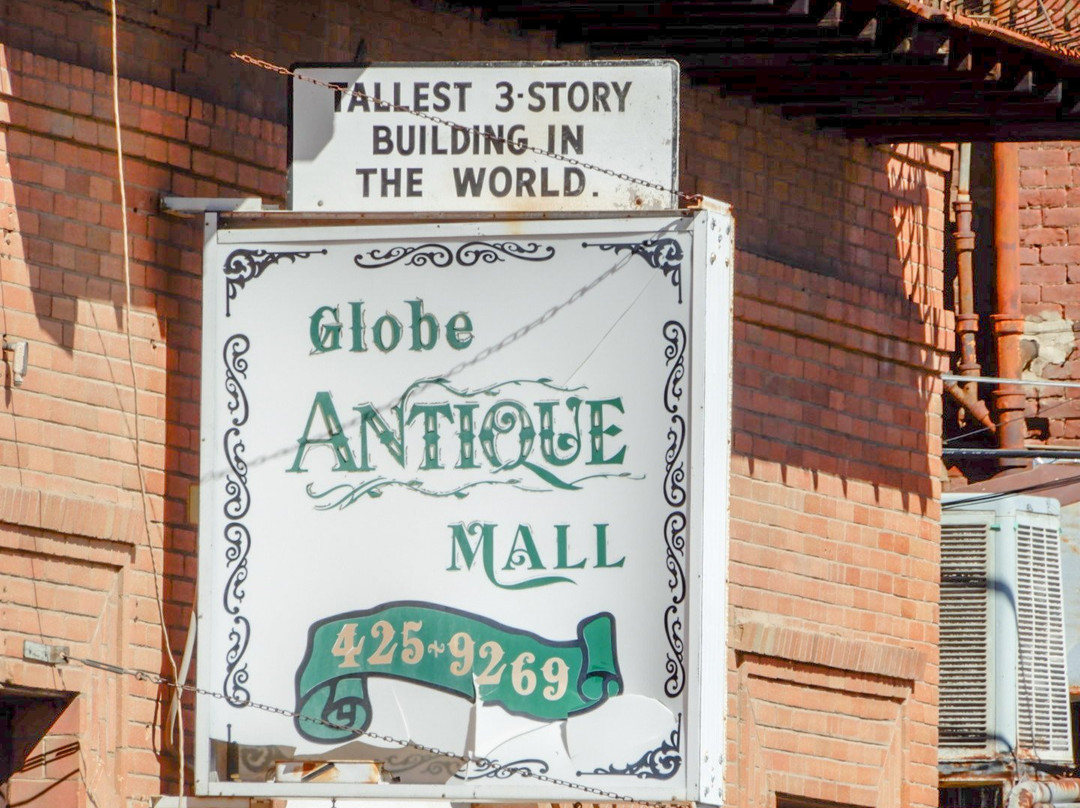 TALLEST 3-STORY
BUILDING IN
THE WORLD.
Globe
ANTIQUE
MALL
425~9269